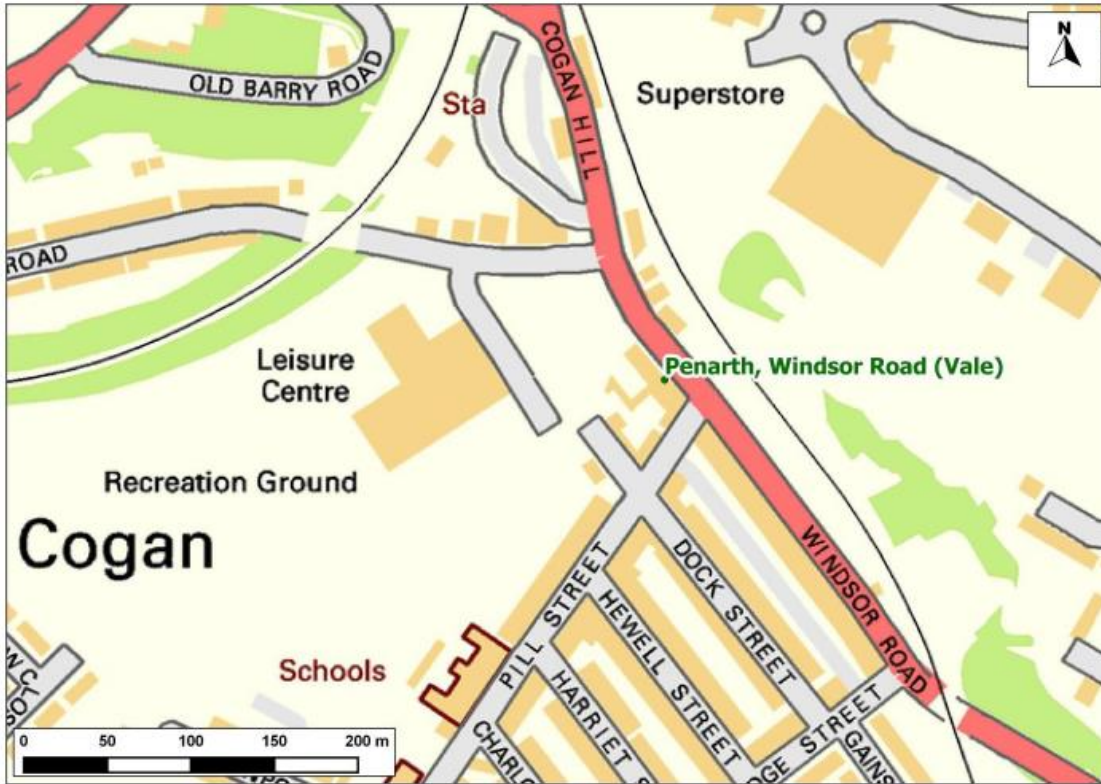 N
OLD BARRY ROAD
Sta
COGAN HILL
Superstore
ROAD
Leisure
Centre
Penarth, Windsor Road (Vale)
Recreation Ground
Cogan
WINDSOR ROAD
DOCK STREET
PILL STREET
HEWELL STREET
Schools
HARRIET S
STREET
GAINS
0 50 100 150 200 m